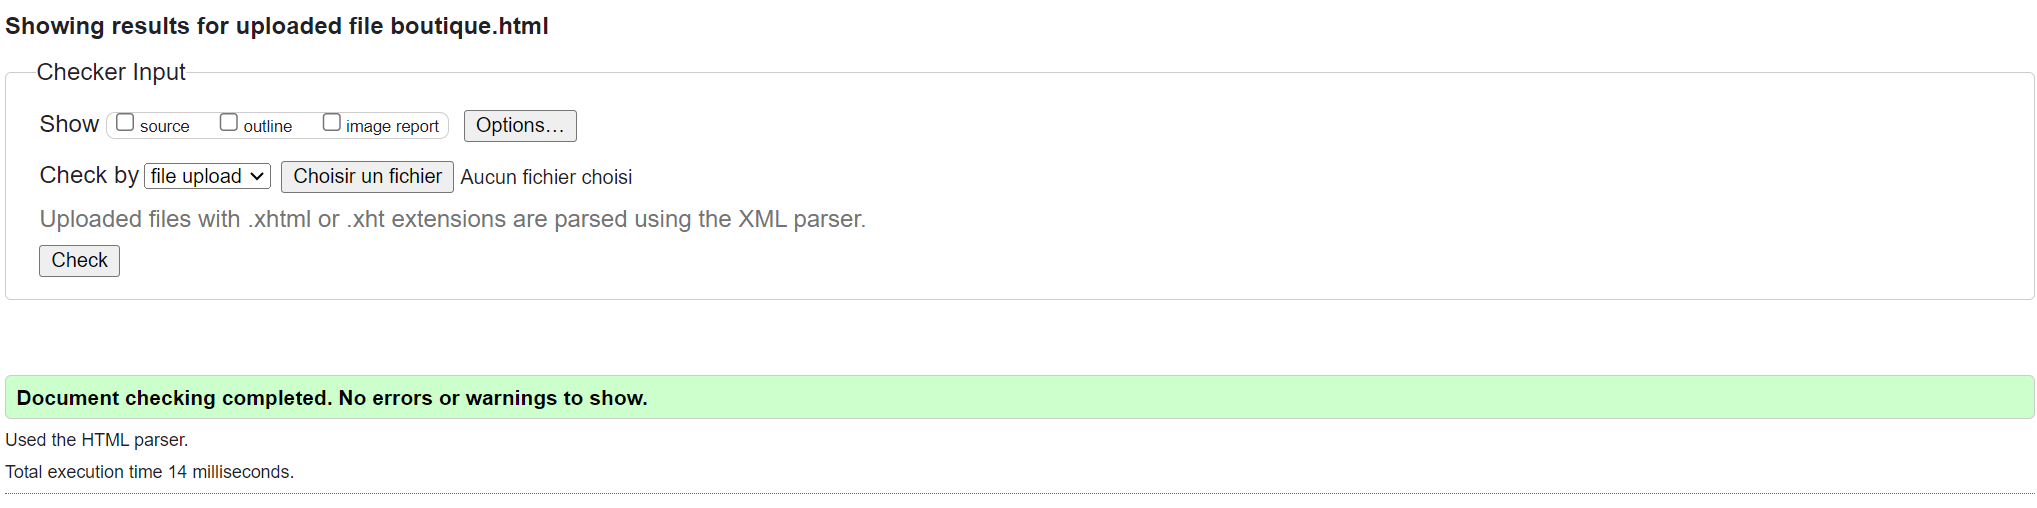 Showing results for uploaded file boutique.html
Checker Input
Show source outline image report Options...
Check by file upload Choisir un fichier Aucun fichier choisi
Uploaded files with .xhtml or .xht extensions are parsed using the XML parser.
Check
Document checking completed. No errors or warnings to show.
Used the HTML parser.
Total execution time 14 milliseconds.